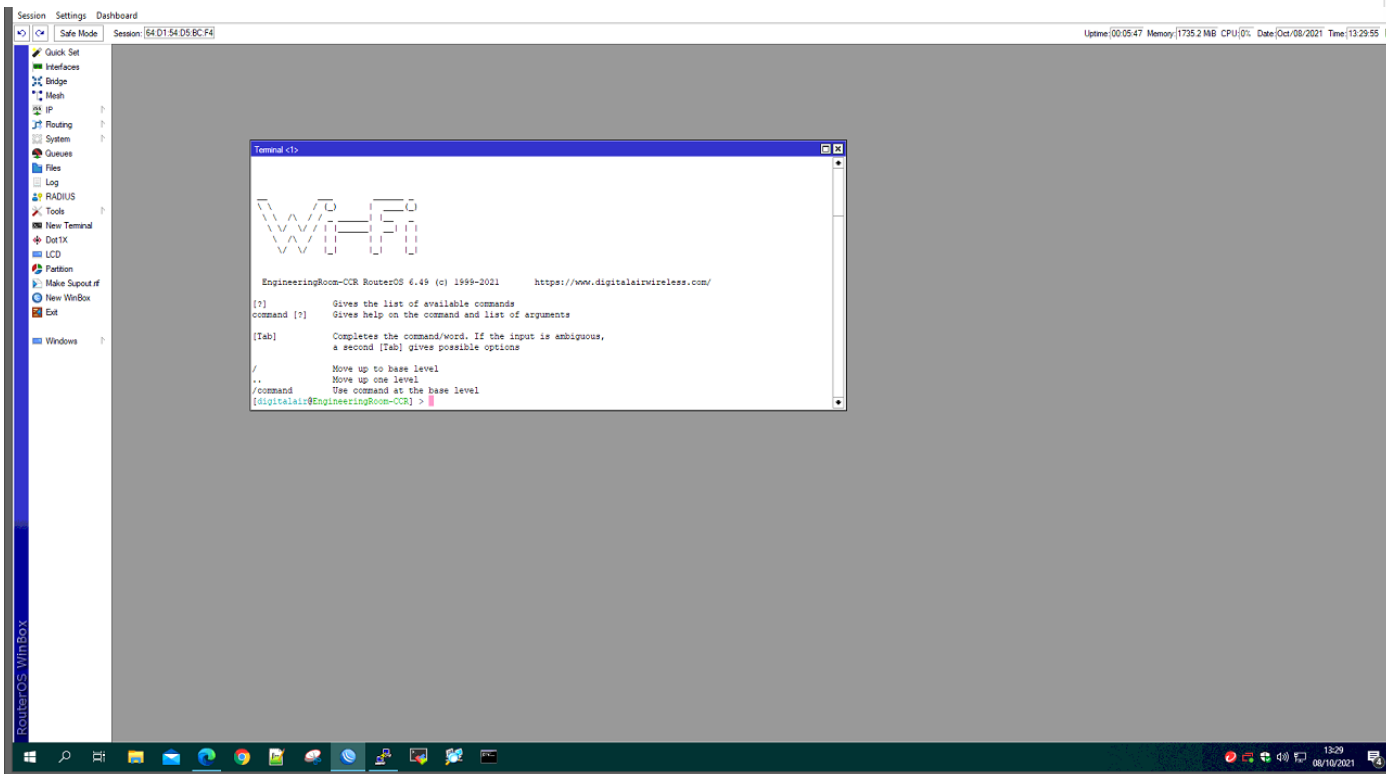 Session Settings Dashboard
Safe Mode Session: 64:D1:54:D5:BC:F4 Uptime: 00:05:47 Memory: 1735.2 MiB CPU: 0% Date: Oct/08/2021 Time: 13:29:55
Quick Set
Interfaces
Bridge
Mesh
IP
Routing
System
Queues
Files
Log
RADIUS
Tools
New Terminal
Dot1X
LCD
Partition
Make Supout.rif
New WinBox
Exit
Windows
RouterOS WinBox
Terminal <1>
Wi-Fi
EngineeringRoom-CCR RouterOS 6.49 (c) 1999-2021 https://www.digitalairwireless.com/
[?] Gives the list of available commands
command [?] Gives help on the command and list of arguments
[Tab] Completes the command/word. If the input is ambiguous,
a second [Tab] gives possible options
/ Move up to base level
.. Move up one level
/command Use command at the base level
[digitalair@EngineeringRoom-CCR] >
13:29
08/10/2021
4